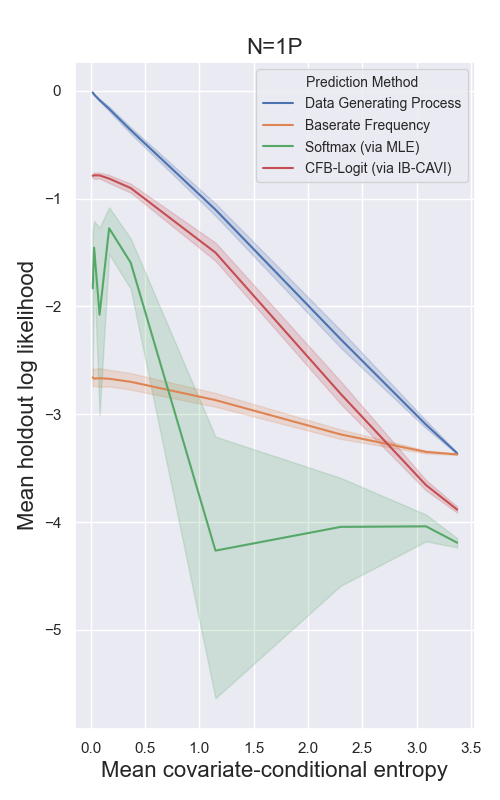 N=1P
Prediction Method
Data Generating Process
Baserate Frequency
Softmax (via MLE)
CFB-Logit (via IB-CAVI)
Mean holdout log likelihood
0
−1
−2
−3
−4
−5
0.0 0.5 1.0 1.5 2.0 2.5 3.0 3.5
Mean covariate-conditional entropy